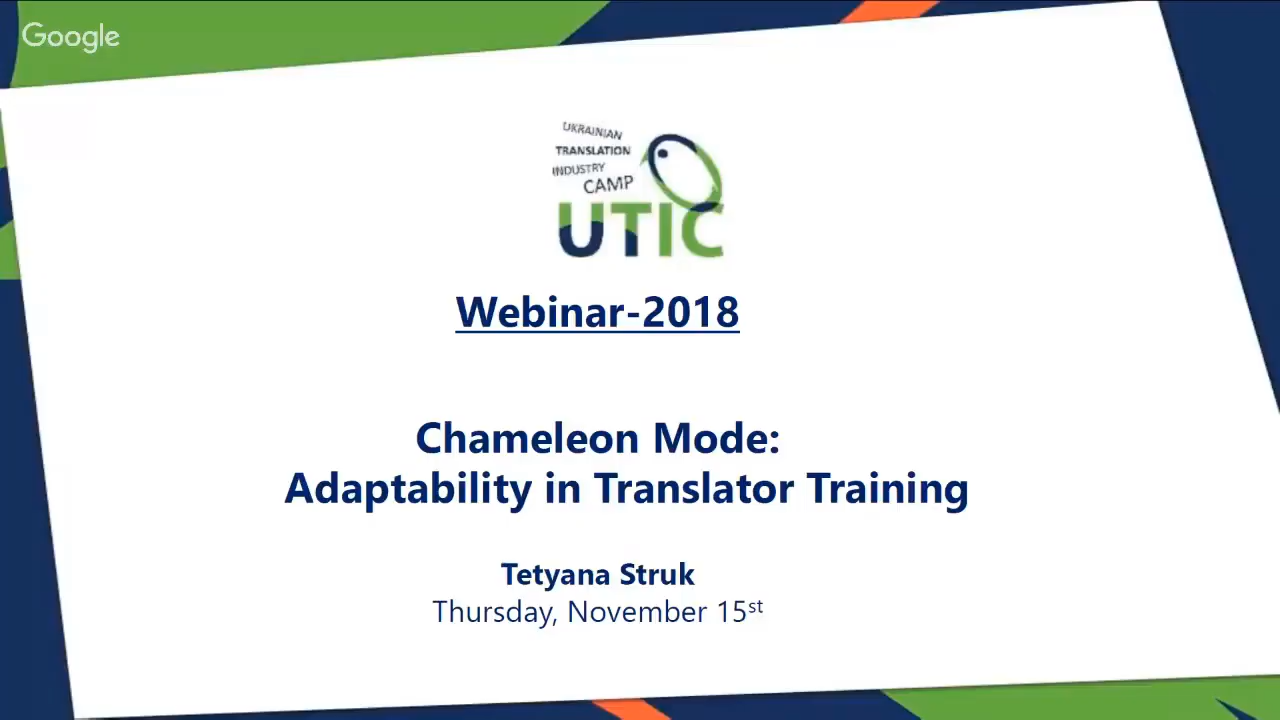 Google
UKRAINIAN
TRANSLATION
INDUSTRY
CAMP
UTIC
Webinar-2018
Chameleon Mode:
Adaptability in Translator Training
Tetyana Struk
Thursday, November 15st